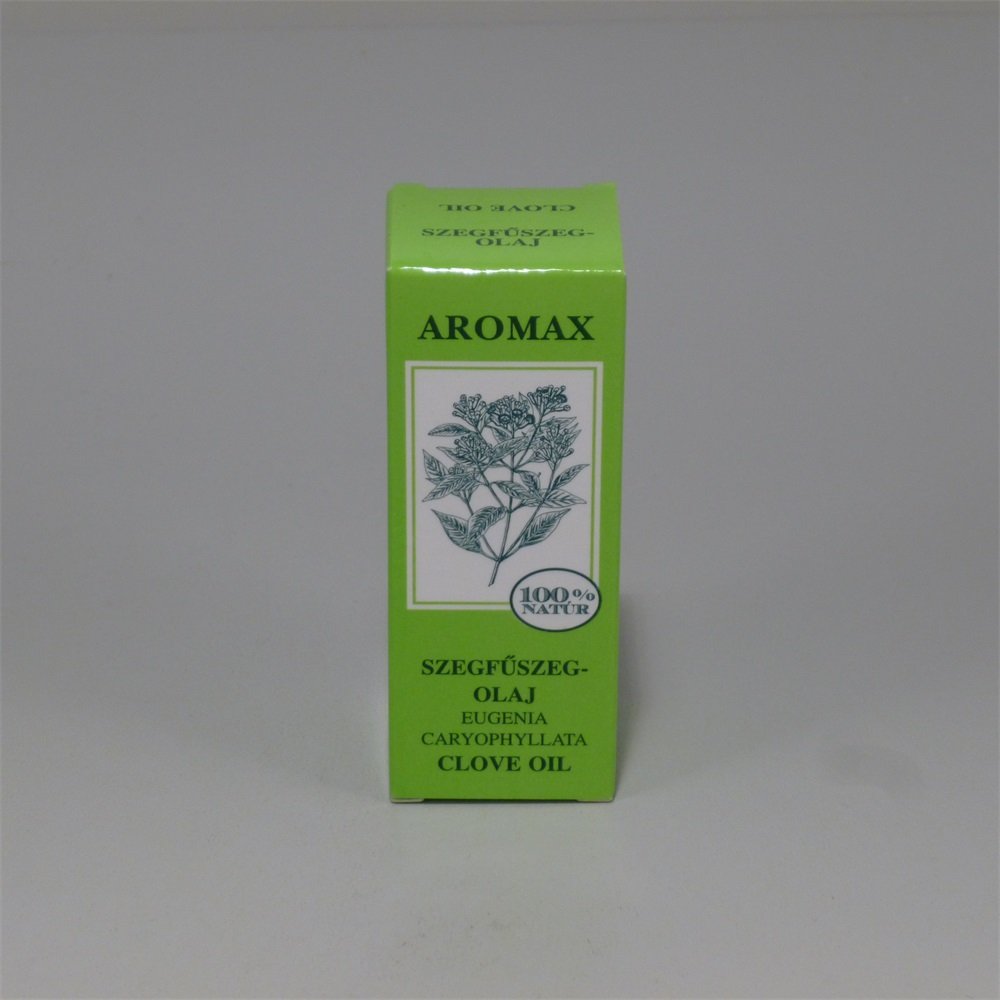 CLOVE OIL
SZEGFŰSZEG-
OLAJ
AROMAX
100%
NATÚR
SZEGFŰSZEG-
OLAJ
EUGENIA
CARYOPHYLLATA
CLOVE OIL